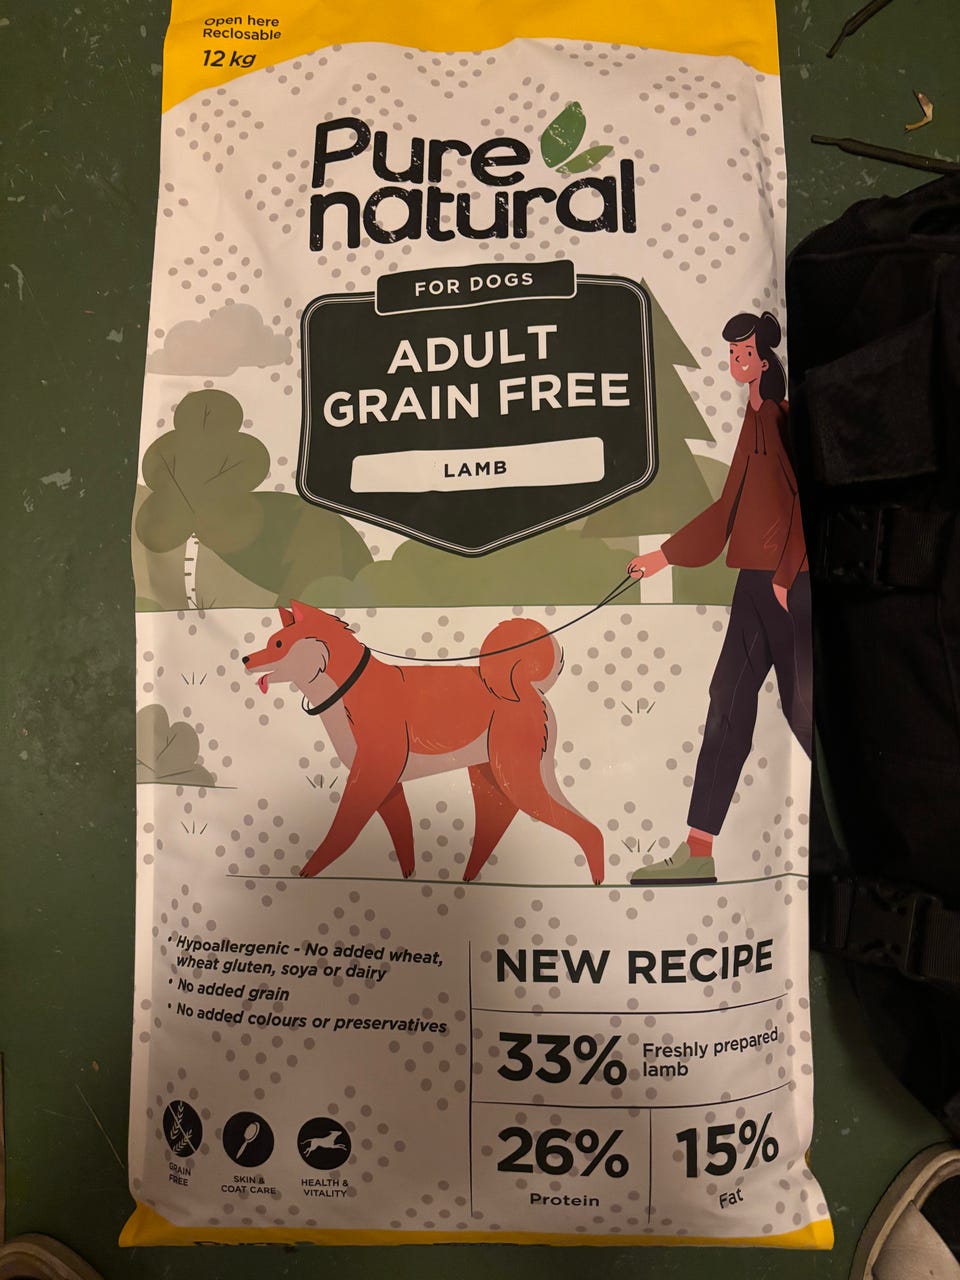 Open here
Reclosable
12 kg
Pure
natural
FOR DOGS
ADULT
GRAIN FREE
LAMB
• Hypoallergenic - No added wheat,
wheat gluten, soya or dairy
• No added grain
• No added colours or preservatives
GRAIN
FREE
SKIN &
COAT CARE
HEALTH &
VITALITY
NEW RECIPE
33% Freshly prepared
lamb
26%
Protein
15%
Fat